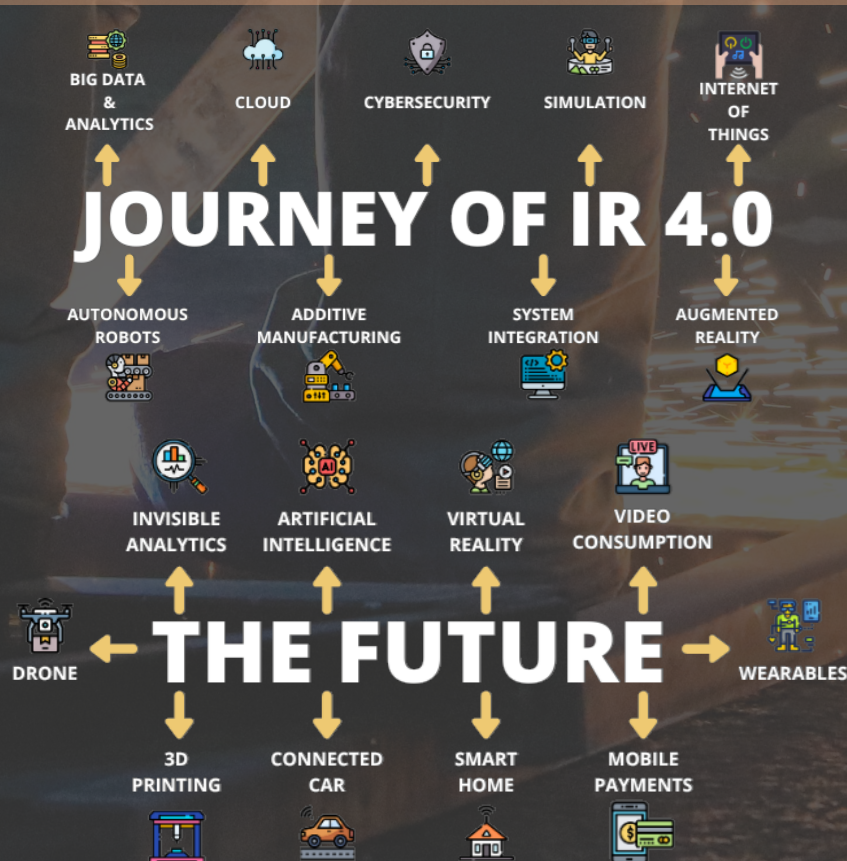 BIG DATA
&
ANALYTICS
CLOUD
CYBERSECURITY
SIMULATION
INTERNET
OF
THINGS
JOURNEY OF IR 4.0
AUTONOMOUS
ROBOTS
ADDITIVE
MANUFACTURING
SYSTEM
INTEGRATION
AUGMENTED
REALITY
AI
LIVE
INVISIBLE
ANALYTICS
ARTIFICIAL
INTELLIGENCE
VIRTUAL
REALITY
VIDEO
CONSUMPTION
DRONE
THE FUTURE
WEARABLES
3D
PRINTING
CONNECTED
CAR
SMART
HOME
MOBILE
PAYMENTS
$